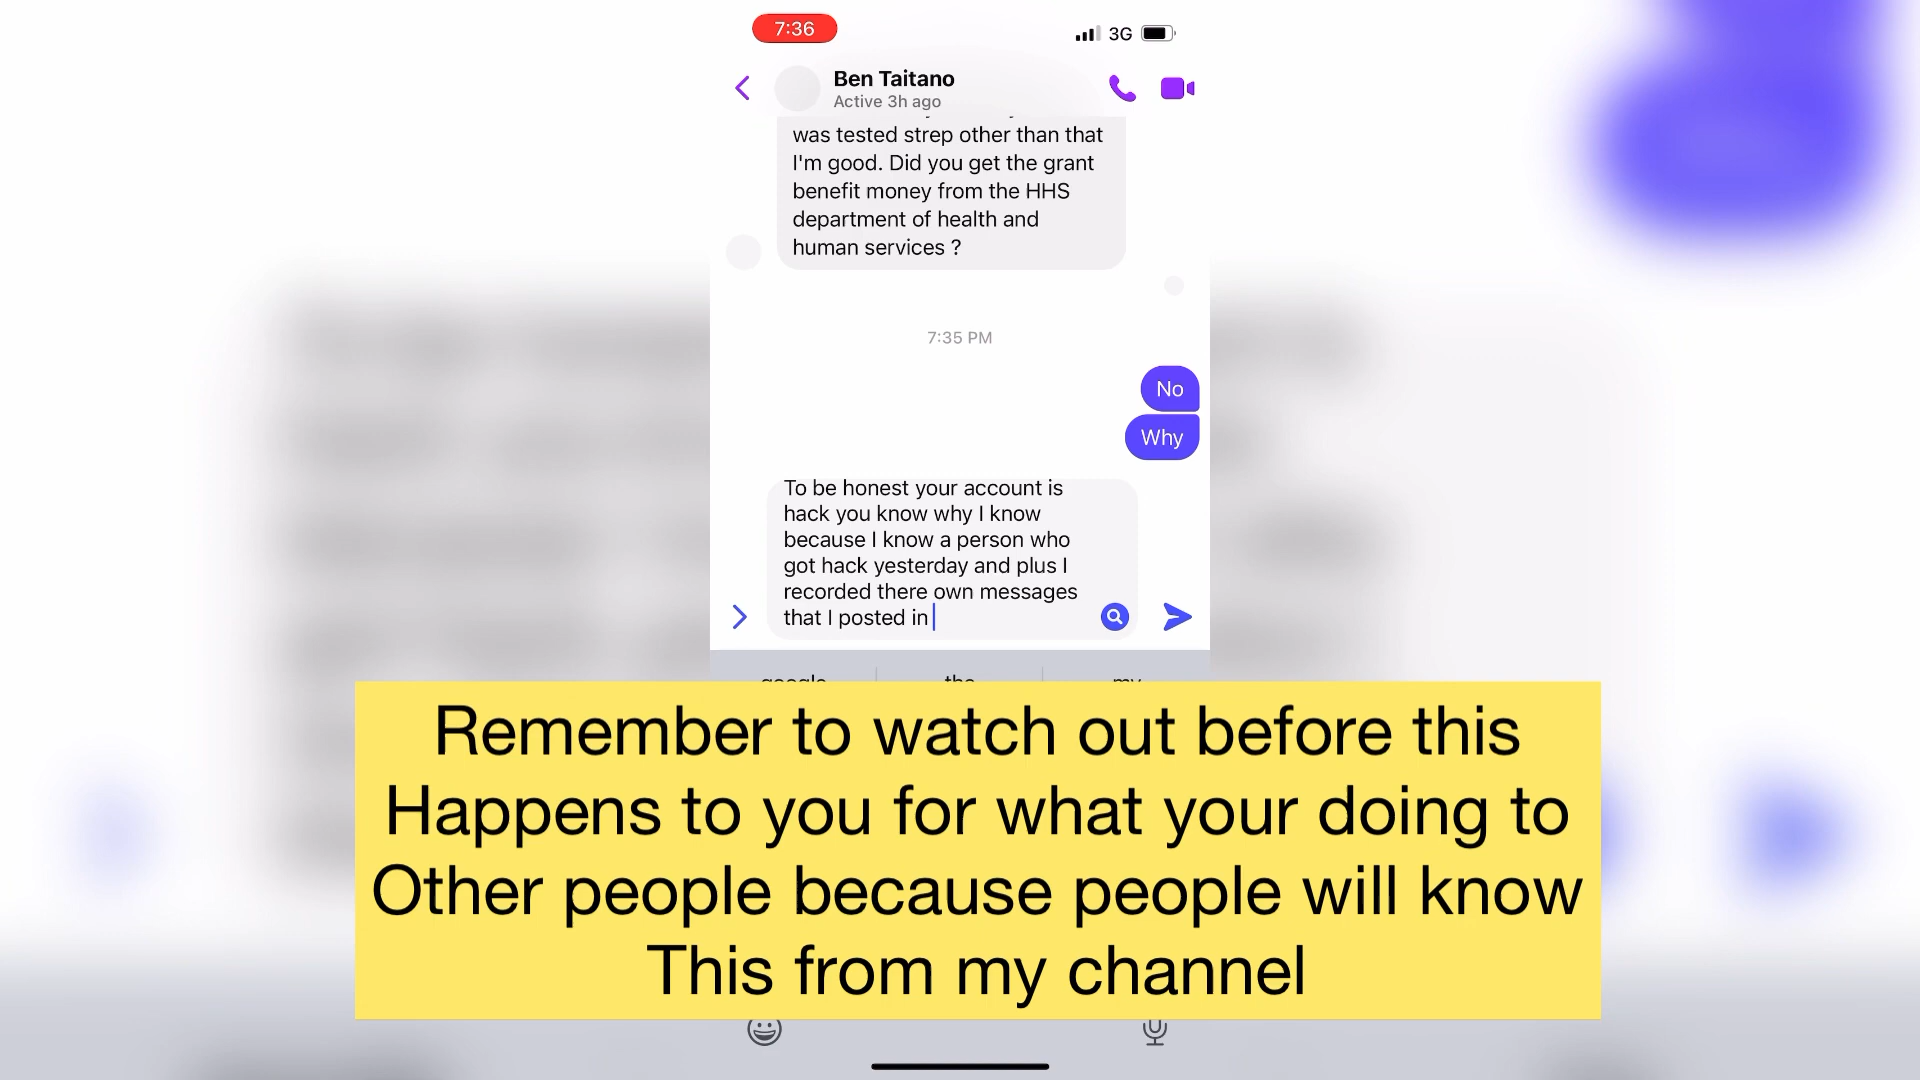 7:36
3G
Ben Taitano
Active 3h ago
was tested strep other than that
I'm good. Did you get the grant
benefit money from the HHS
department of health and
human services ?
7:35 PM
No
Why
To be honest your account is
hack you know why I know
because I know a person who
got hack yesterday and plus I
recorded there own messages
that I posted in
google the my
Remember to watch out before this
Happens to you for what your doing to
Other people because people will know
This from my channel